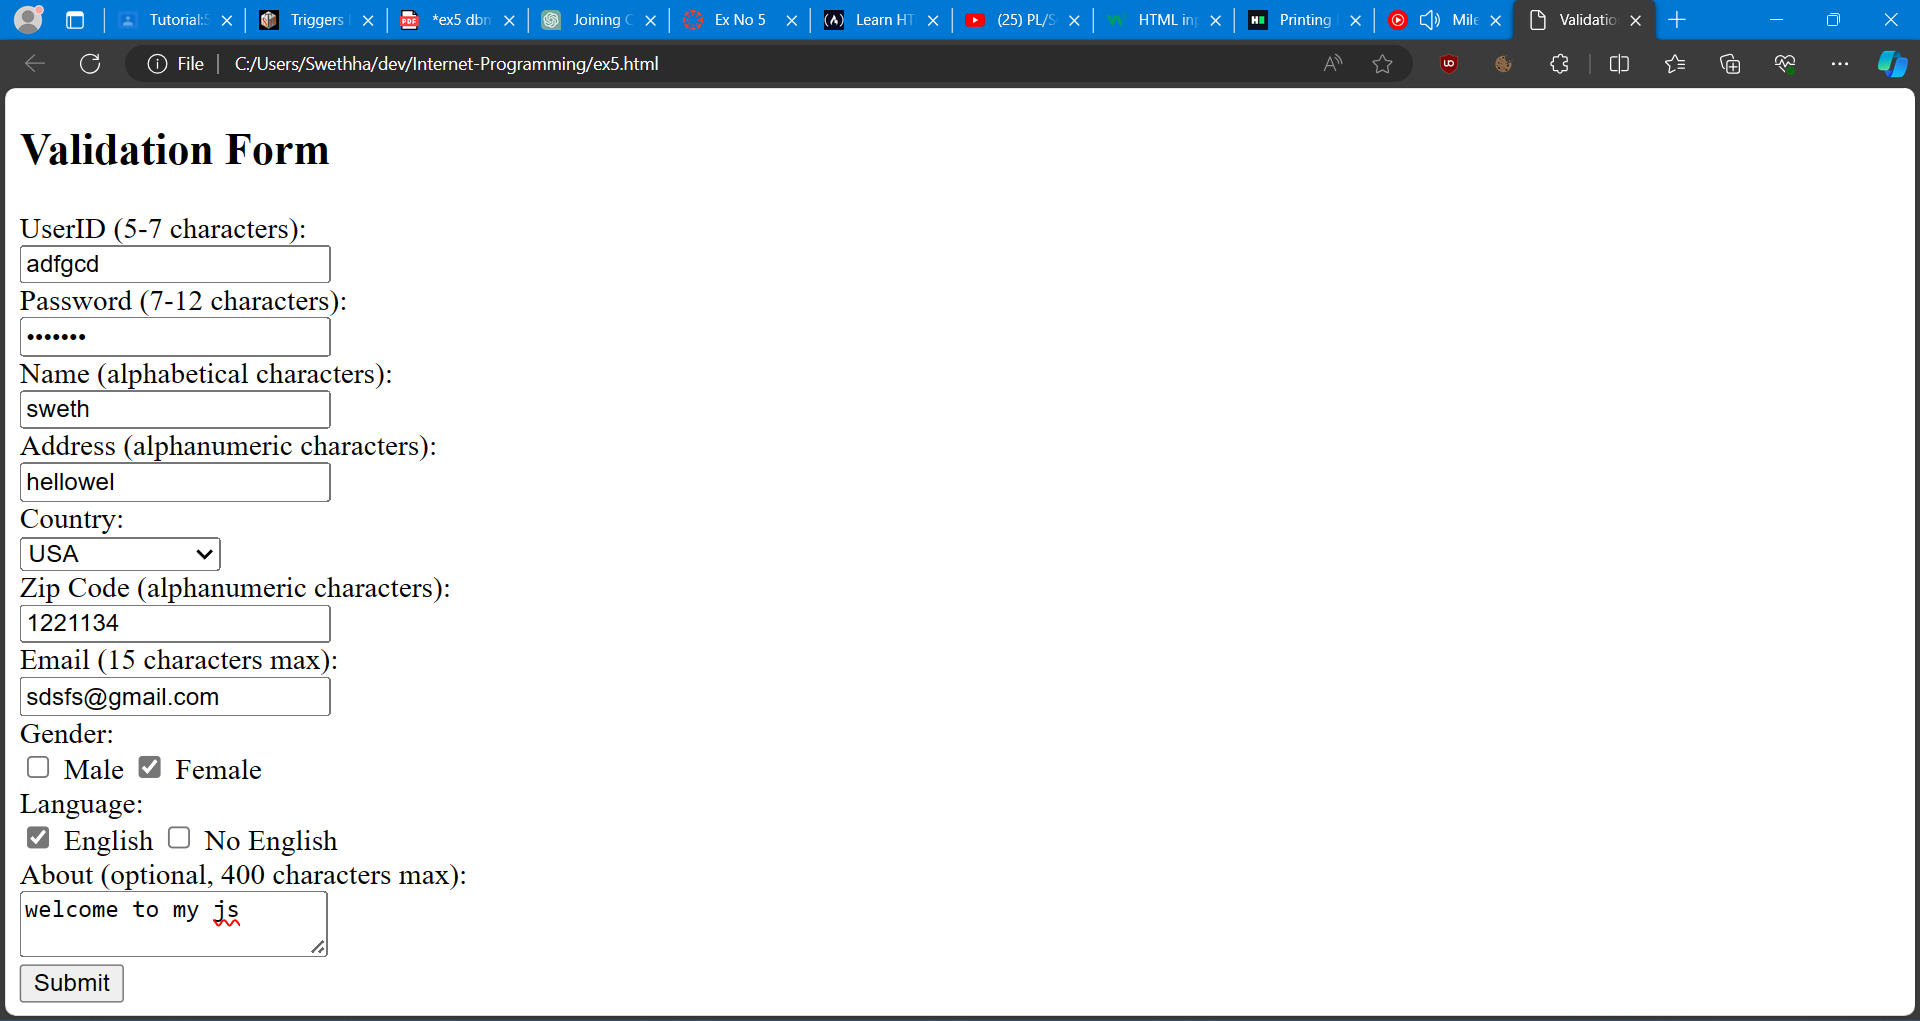 Tutorial:
Triggers
*ex5 dbm
Joining
Ex No 5
Learn HT
(25) PL/S
HTML inp
Printing
Mile
Validatio
File
C:/Users/Swethha/dev/Internet-Programming/ex5.html
Validation Form
UserID (5-7 characters):
adfgcd
Password (7-12 characters):
•••••••
Name (alphabetical characters):
sweth
Address (alphanumeric characters):
hellowel
Country:
USA
Zip Code (alphanumeric characters):
1221134
Email (15 characters max):
sdsfs@gmail.com
Gender:
Male Female
Language:
English No English
About (optional, 400 characters max):
welcome to my js
Submit